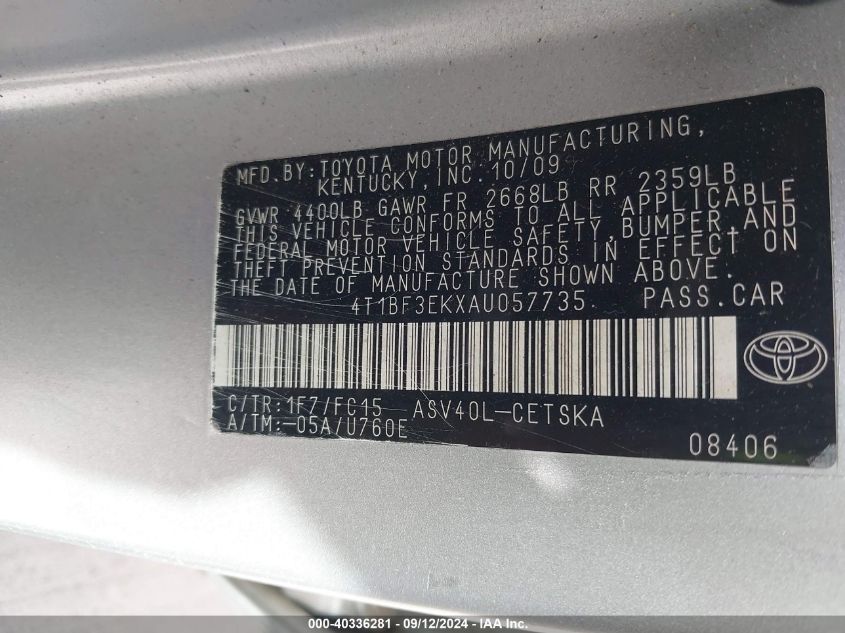 MFD.BY:TOYOTA MOTOR MANUFACTURING,
KENTUCKY,INC.10/09
GVWR 4400LB GAWR FR 2668LB RR 2359LB
THIS VEHICLE CONFORMS TO ALL APPLICABLE
FEDERAL MOTOR VEHICLE SAFETY,BUMPER,AND
THEFT PREVENTION STANDARDS IN EFFECT ON
THE DATE OF MANUFACTURE SHOWN ABOVE.
4T1BF3EKXAU057735 PASS.CAR
C/TR:1F7/FC15 ASV40L-CETSKA
A/TM:-05A/U760E
08406
000-40336281 - 09/12/2024 - IAA Inc.